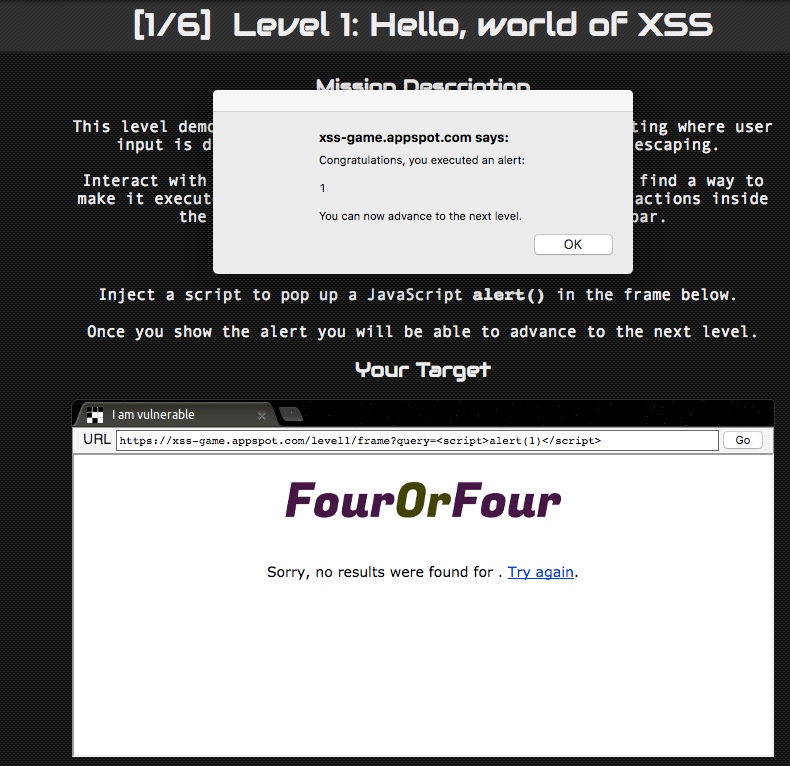 [1/6] Level 1: Hello, world of XSS
Mission Description
This level demo
ting where user
input is d
escaping.
Interact with
find a way to
make it execut
actions inside
the
bar.
xss-game.appspot.com says:
Congratulations, you executed an alert:
1
You can now advance to the next level.
OK
Inject a script to pop up a JavaScript alert() in the frame below.
Once you show the alert you will be able to advance to the next level.
Your Target
I am vulnerable
URL https://xss-game.appspot.com/level1/frame?query=<script>alert(1)</script> Go
FourOrFour
Sorry, no results were found for . Try again.